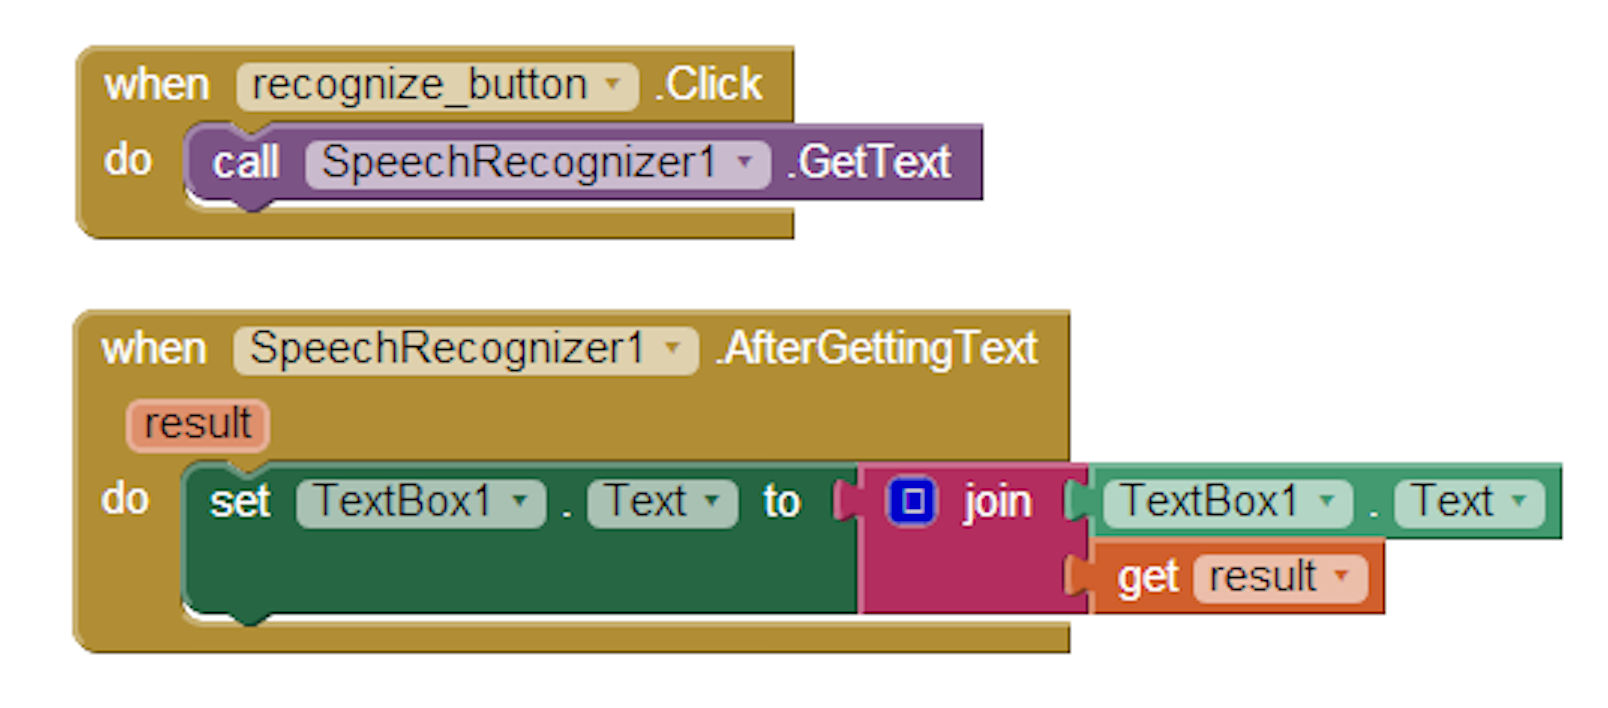 when recognize_button .Click
do call SpeechRecognizer1 .GetText
when SpeechRecognizer1 .AfterGettingText
result
do set TextBox1 . Text to join TextBox1 . Text
get result